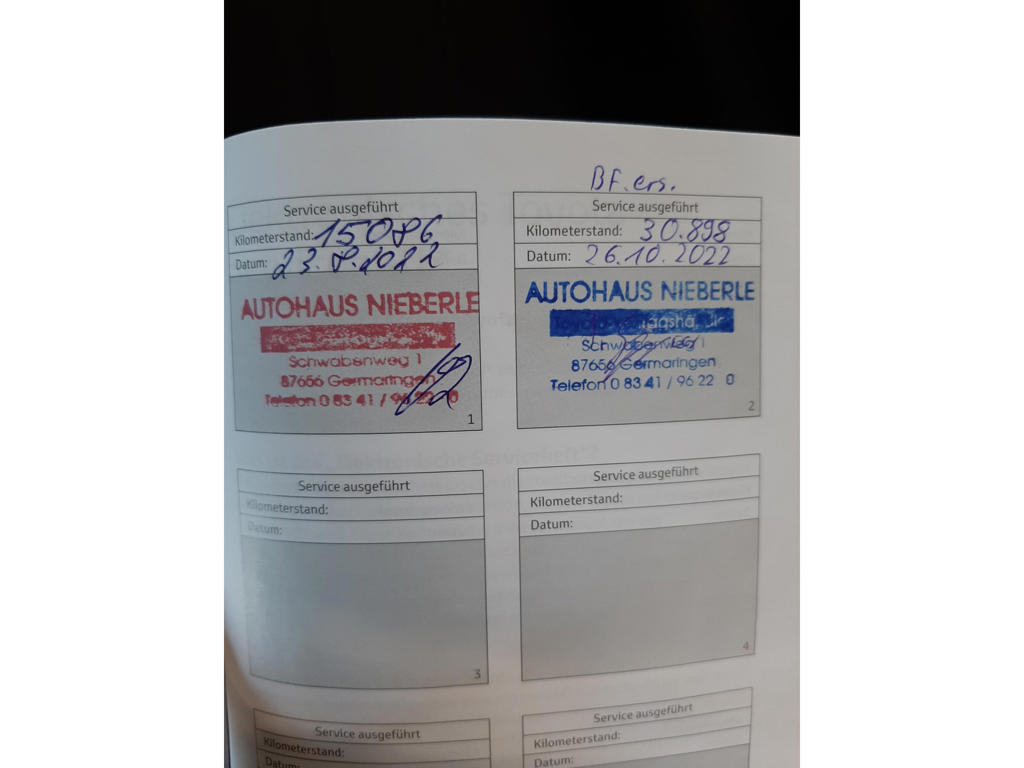 BF. ers.
Service ausgeführt
Kilometerstand: 15086
Datum: 23.8.2022
AUTOHAUS NIEBERLE
Schwabenweg 1
87656 Germaringen
Telefon 0 83 41 / 96 22 0
1
Service ausgeführt
Kilometerstand: 30.898
Datum: 26.10.2022
AUTOHAUS NIEBERLE
Schwabenweg 1
87656 Germaringen
Telefon 0 83 41 / 96 22 0
2
Service ausgeführt
Kilometerstand:
Datum:
3
Service ausgeführt
Kilometerstand:
Datum:
4
Service ausgeführt
Kilometerstand:
Datum:
Service ausgeführt
Kilometerstand:
Datum: